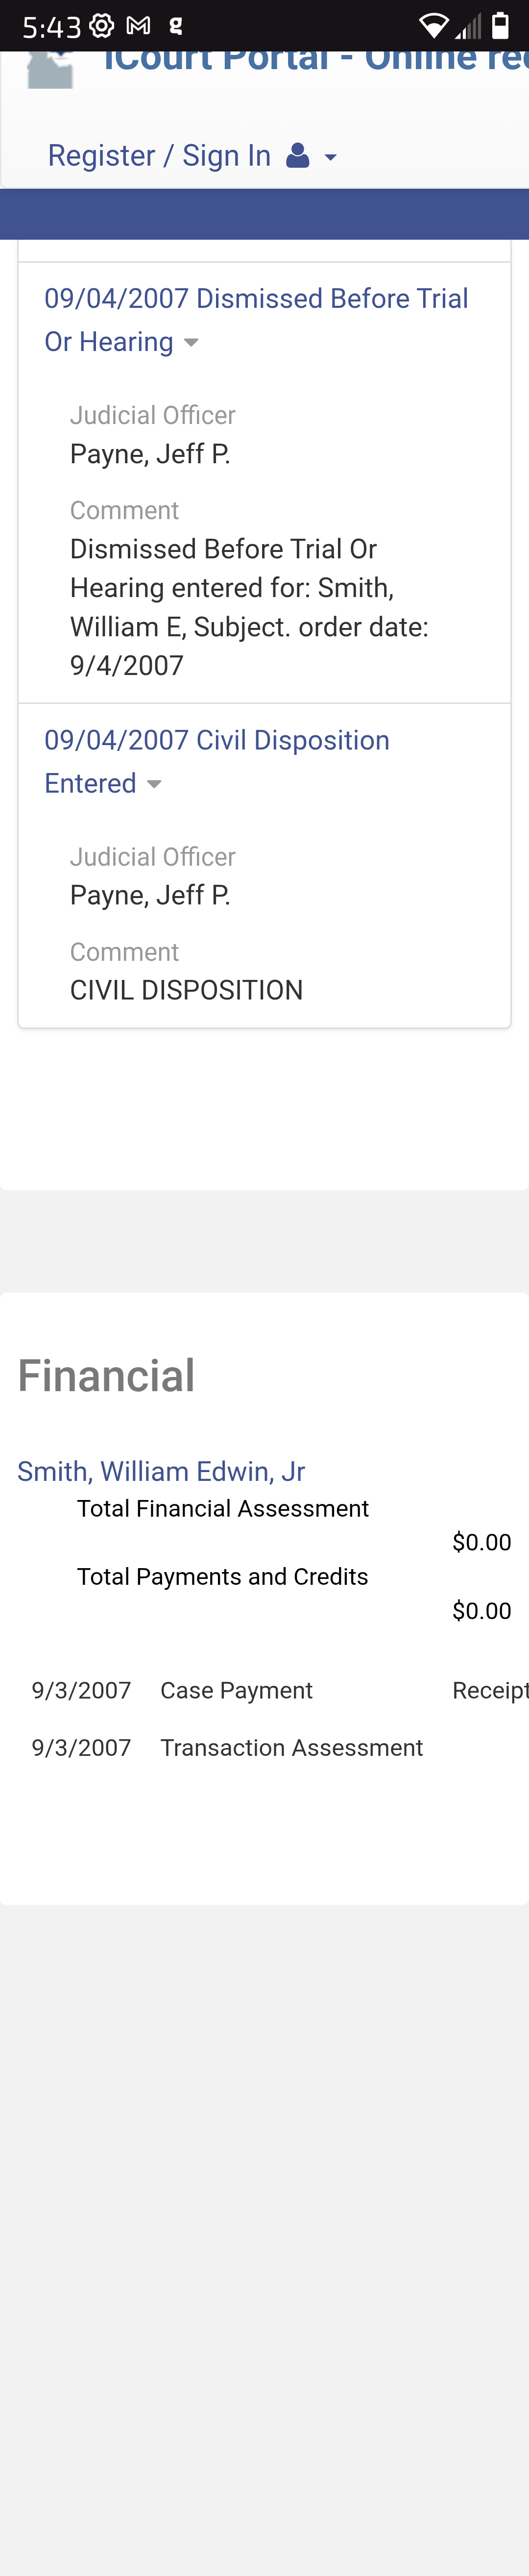 5:43
iCourt Portal - Online
Register / Sign In
09/04/2007 Dismissed Before Trial
Or Hearing
Judicial Officer
Payne, Jeff P.
Comment
Dismissed Before Trial Or
Hearing entered for: Smith,
William E, Subject. order date:
9/4/2007
09/04/2007 Civil Disposition
Entered
Judicial Officer
Payne, Jeff P.
Comment
CIVIL DISPOSITION
Financial
Smith, William Edwin, Jr
Total Financial Assessment
$0.00
Total Payments and Credits
$0.00
9/3/2007 Case Payment Receipt
9/3/2007 Transaction Assessment